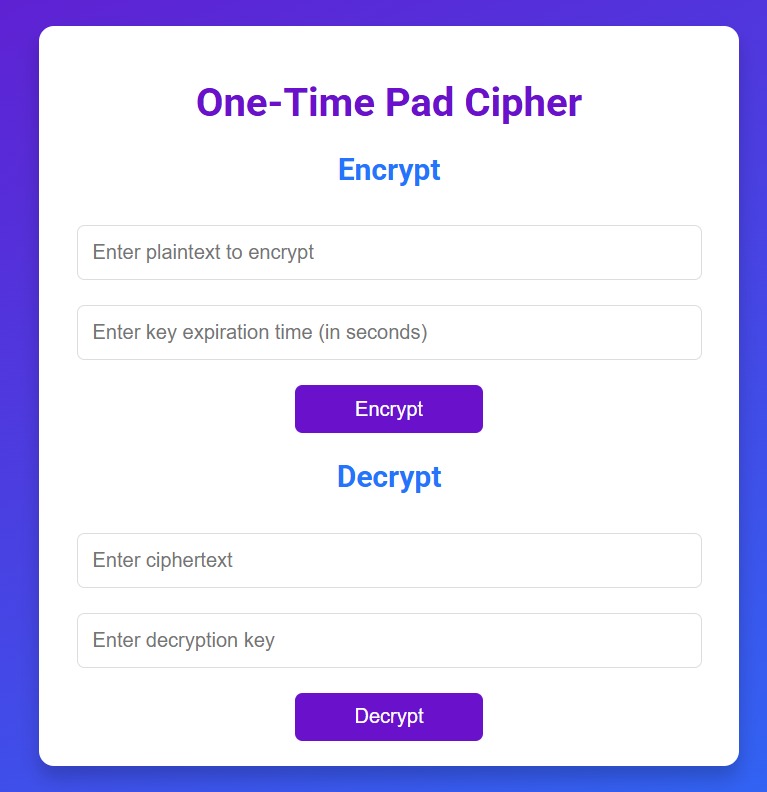 One-Time Pad Cipher
Encrypt
Enter plaintext to encrypt
Enter key expiration time (in seconds)
Encrypt
Decrypt
Enter ciphertext
Enter decryption key
Decrypt